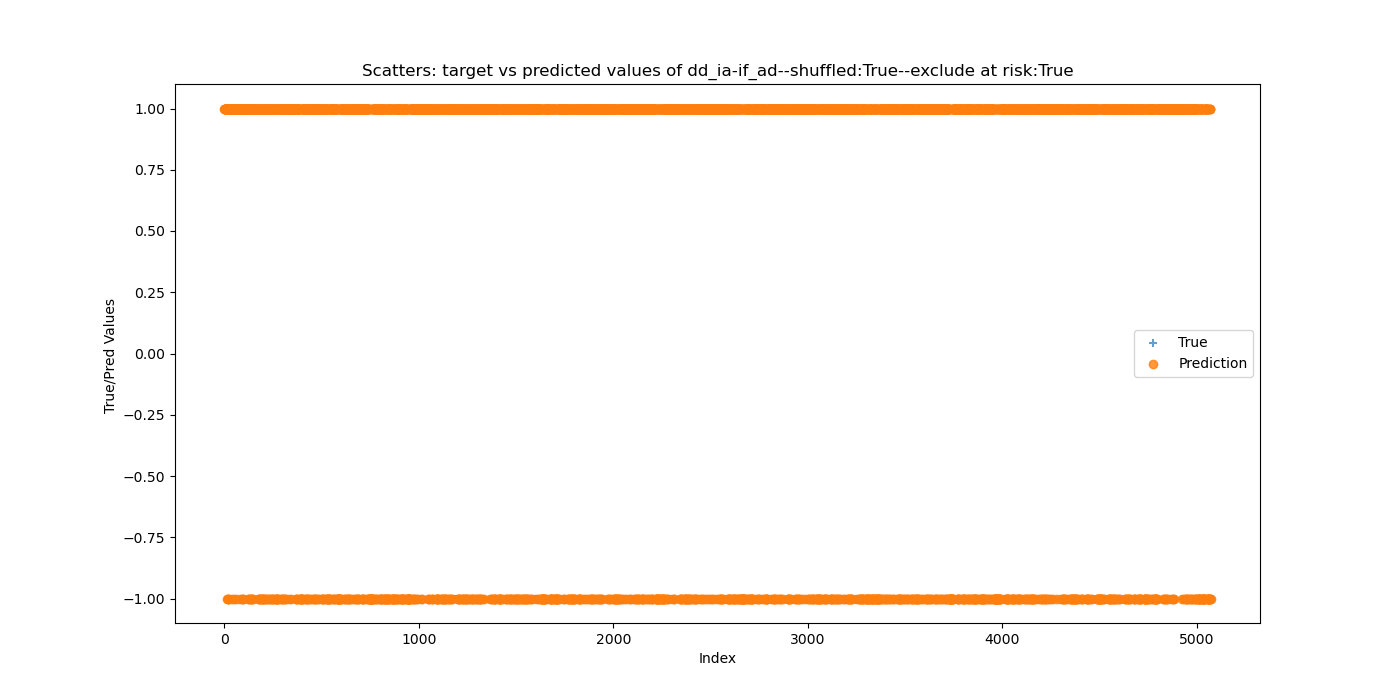 Scatters: target vs predicted values of dd_ia-if_ad--shuffled:True--exclude at risk:True
1.00
0.75
0.50
0.25
0.00
−0.25
−0.50
−0.75
−1.00
True/Pred Values
True
Prediction
0 1000 2000 3000 4000 5000
Index